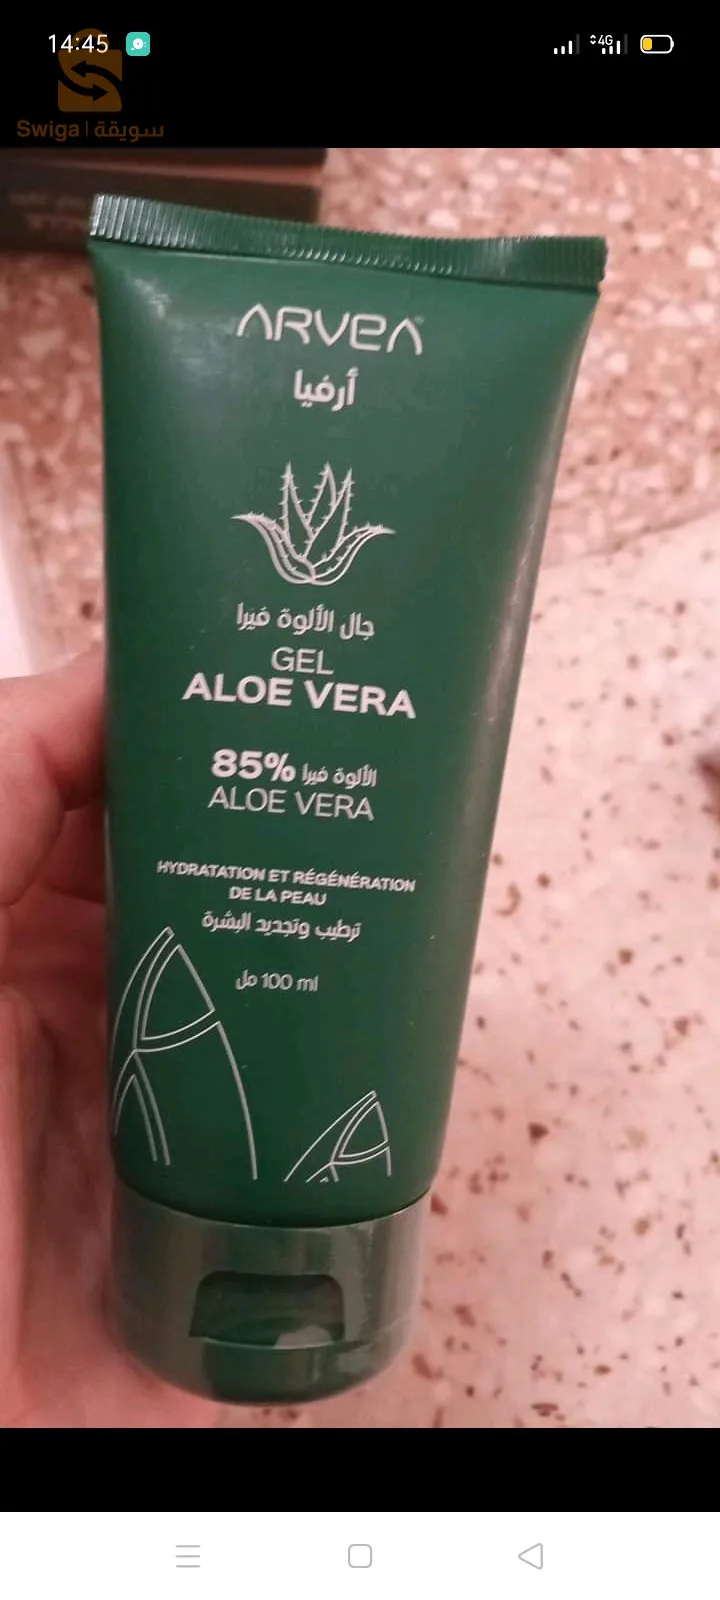 14:45
4G
Swiga | سويقة
ARVEA
أرفيا
جال الألوة فيرا
GEL
ALOE VERA
85% الألوة فيرا
ALOE VERA
HYDRATATION ET RÉGÉNÉRATION
DE LA PEAU
ترطيب وتجديد البشرة
100 ml مل